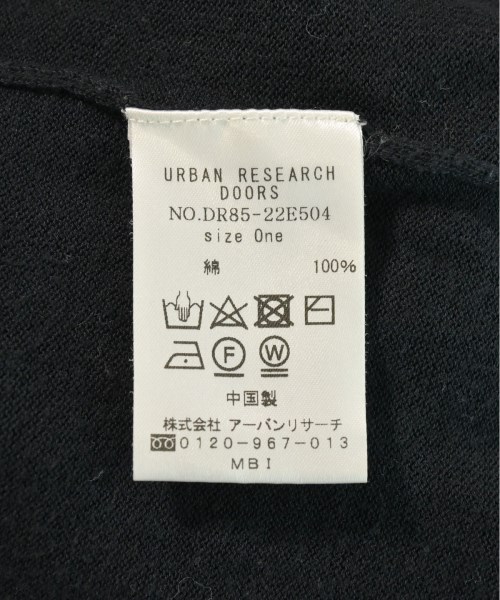 URBAN RESEARCH
DOORS
NO.DR85-22E504
size One
綿 100%
F W
中国製
株式会社 アーバンリサーチ
0120-967-013
MBI